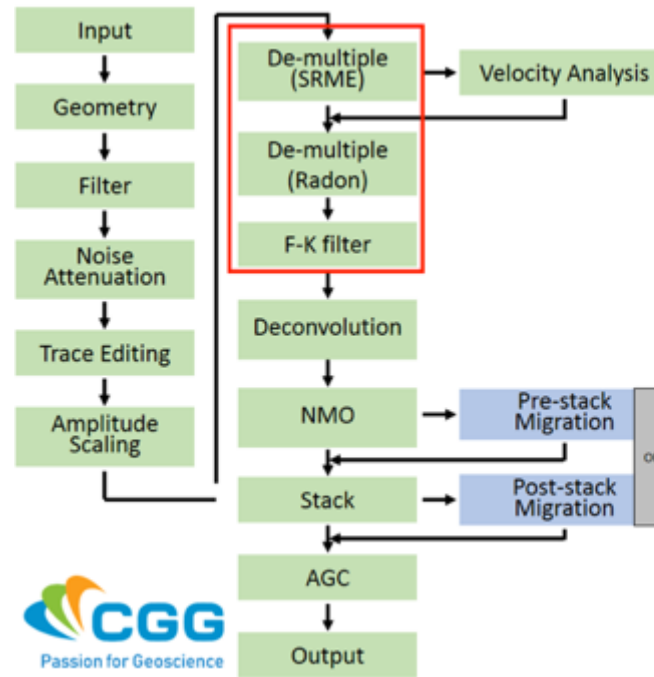 Input
Geometry
Filter
Noise
Attenuation
Trace Editing
Amplitude
Scaling
De-multiple
(SRME)
Velocity Analysis
De-multiple
(Radon)
F-K filter
Deconvolution
NMO
Pre-stack
Migration
Stack
Post-stack
Migration
AGC
Output
CGG
Passion for Geoscience